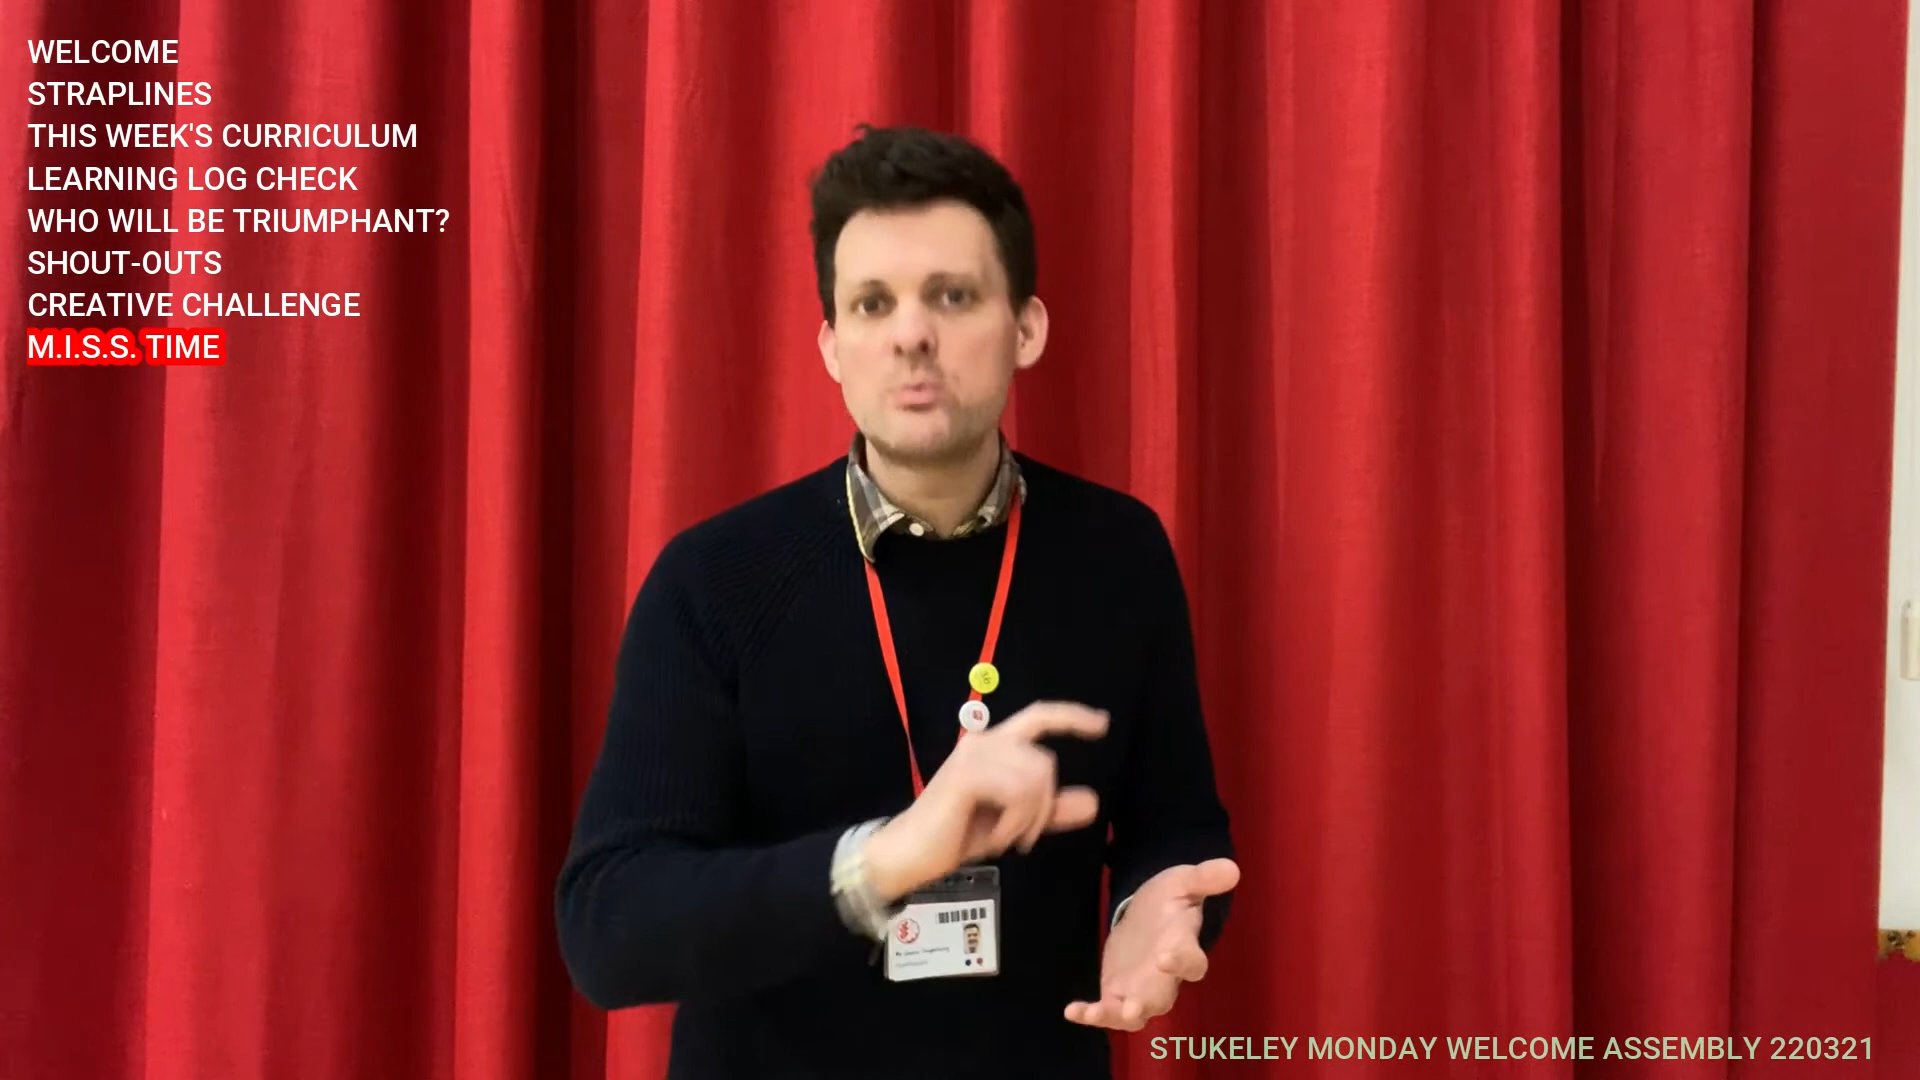 WELCOME
STRAPLINES
THIS WEEK'S CURRICULUM
LEARNING LOG CHECK
WHO WILL BE TRIUMPHANT?
SHOUT-OUTS
CREATIVE CHALLENGE
M.I.S.S. TIME
STUKELEY MONDAY WELCOME ASSEMBLY 220321